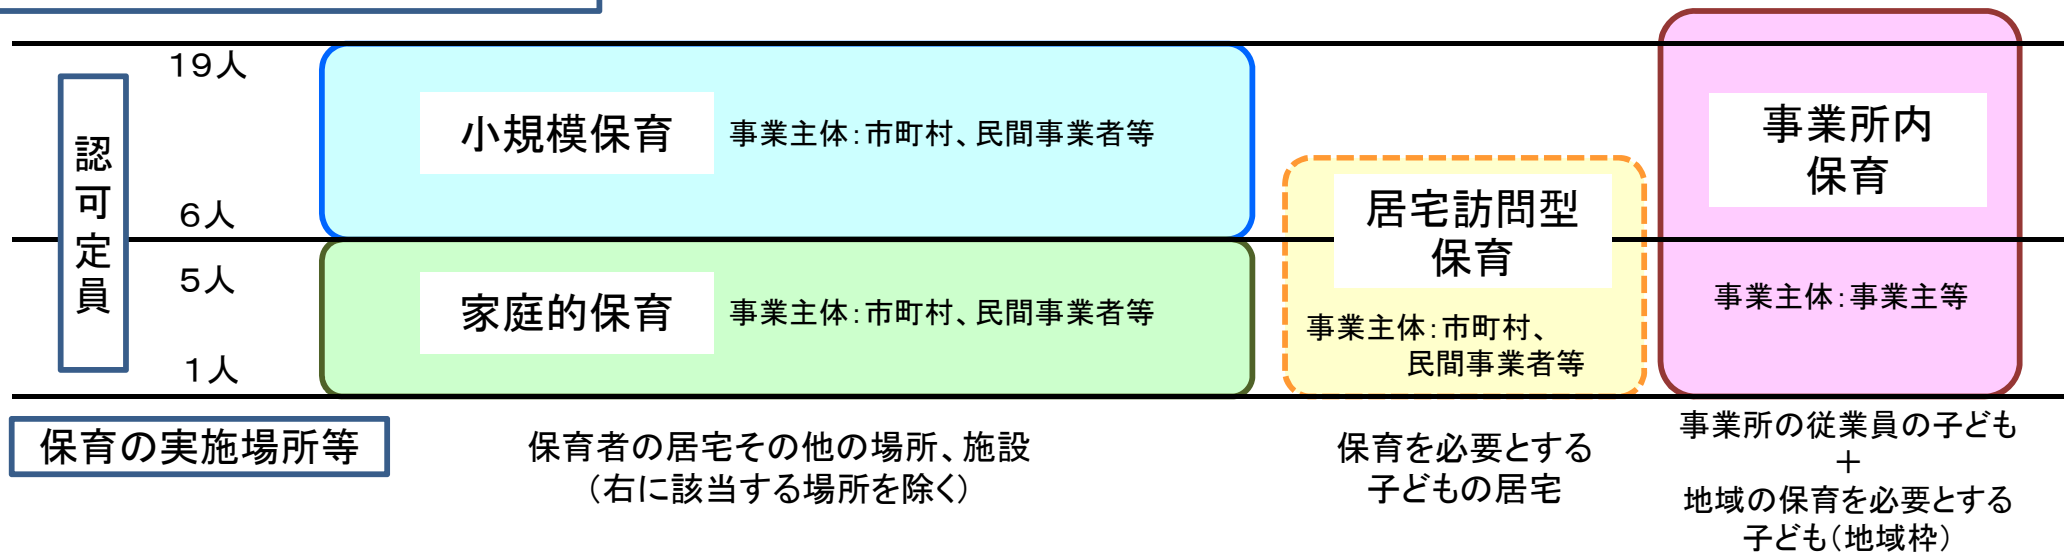 認可定員
19人
6人
5人
1人
小規模保育
事業主体：市町村、民間事業者等
家庭的保育
事業主体：市町村、民間事業者等
居宅訪問型
保育
事業主体：市町村、
民間事業者等
事業所内
保育
事業主体：事業主等
保育の実施場所等
保育者の居宅その他の場所、施設
（右に該当する場所を除く）
保育を必要とする
子どもの居宅
事業所の従業員の子ども
＋
地域の保育を必要とする
子ども（地域枠）